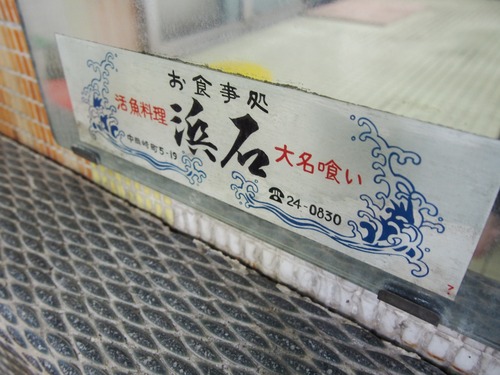 お食事処
活魚料理
浜石
大名喰い
☎24-0830